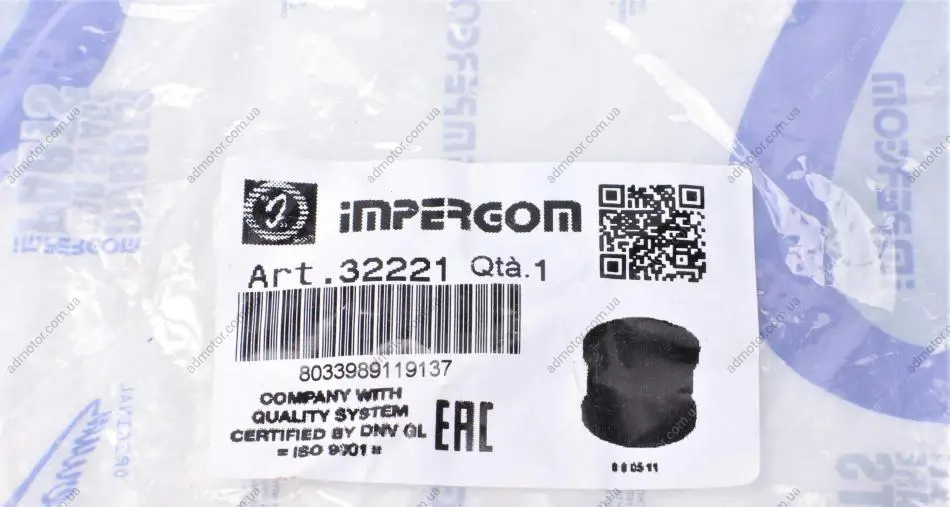 iMPERGOM
Art.32221 Qtà.1
8033989119137
COMPANY WITH
QUALITY SYSTEM
CERTIFIED BY DNV GL
= ISO 9001 =
EAC
IMPERGOM
admotor.com.ua